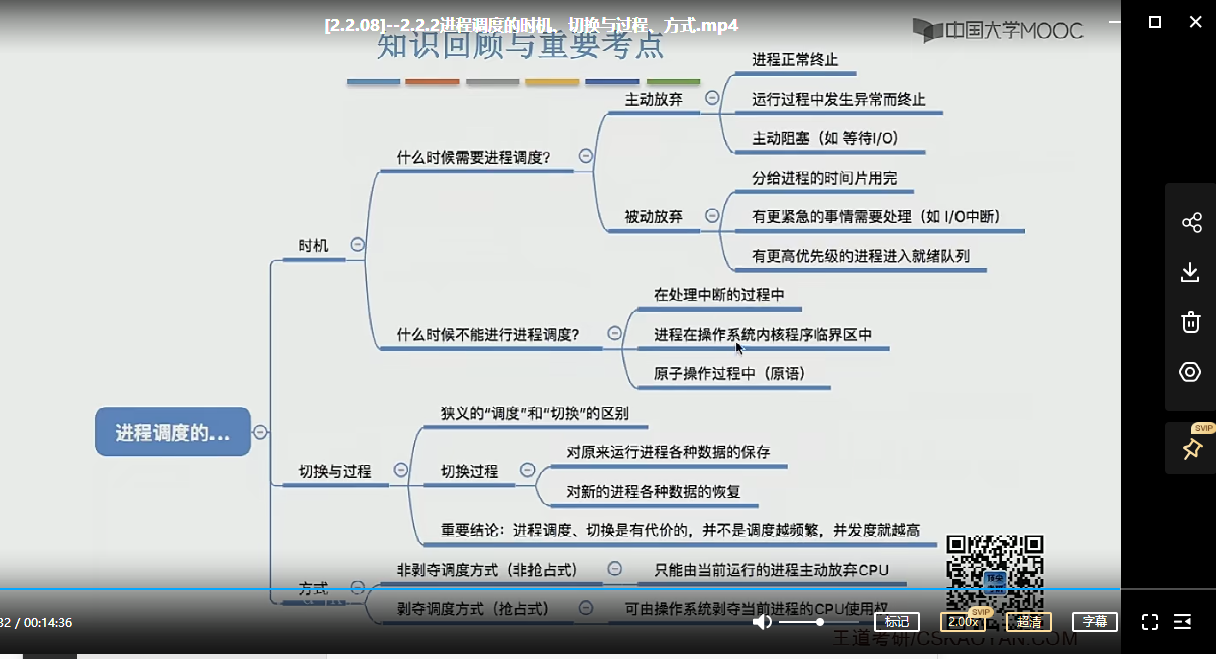 [2.2.08]--2.2.2进程调度的时机、切换与过程、方式.mp4
中国大学MOOC
知识回顾与重要考点
进程正常终止
主动放弃
运行过程中发生异常而终止
主动阻塞（如 等待I/O）
什么时候需要进程调度？
分给进程的时间片用完
被动放弃
有更紧急的事情需要处理（如 I/O中断）
时机
有更高优先级的进程进入就绪队列
在处理中断的过程中
什么时候不能进行进程调度？
进程在操作系统内核程序临界区中
原子操作过程中（原语）
进程调度的...
狭义的“调度”和“切换”的区别
对原来运行进程各种数据的保存
切换与过程
切换过程
对新的进程各种数据的恢复
重要结论：进程调度、切换是有代价的，并不是调度越频繁，并发度就越高
方式
非剥夺调度方式（非抢占式）
只能由当前运行的进程主动放弃CPU
剥夺调度方式（抢占式）
可由操作系统剥夺当前进程的CPU使用权
32 / 00:14:36
标记
2.00x
SVIP
超清
字幕
王道考研/CSKAOYAN.COM
SVIP